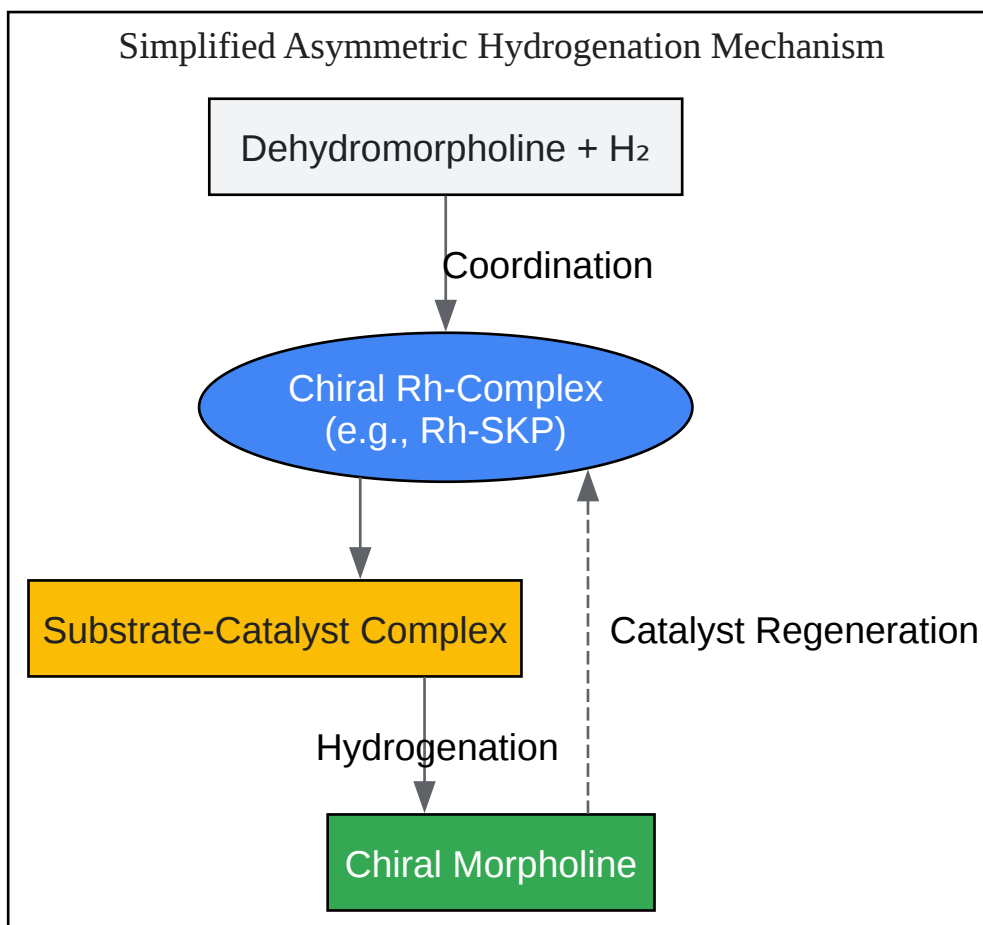 Simplified Asymmetric Hydrogenation Mechanism
Dehydromorpholine + H₂
Coordination
Chiral Rh-Complex
(e.g., Rh-SKP)
Substrate-Catalyst Complex
Catalyst Regeneration
Hydrogenation
Chiral Morpholine